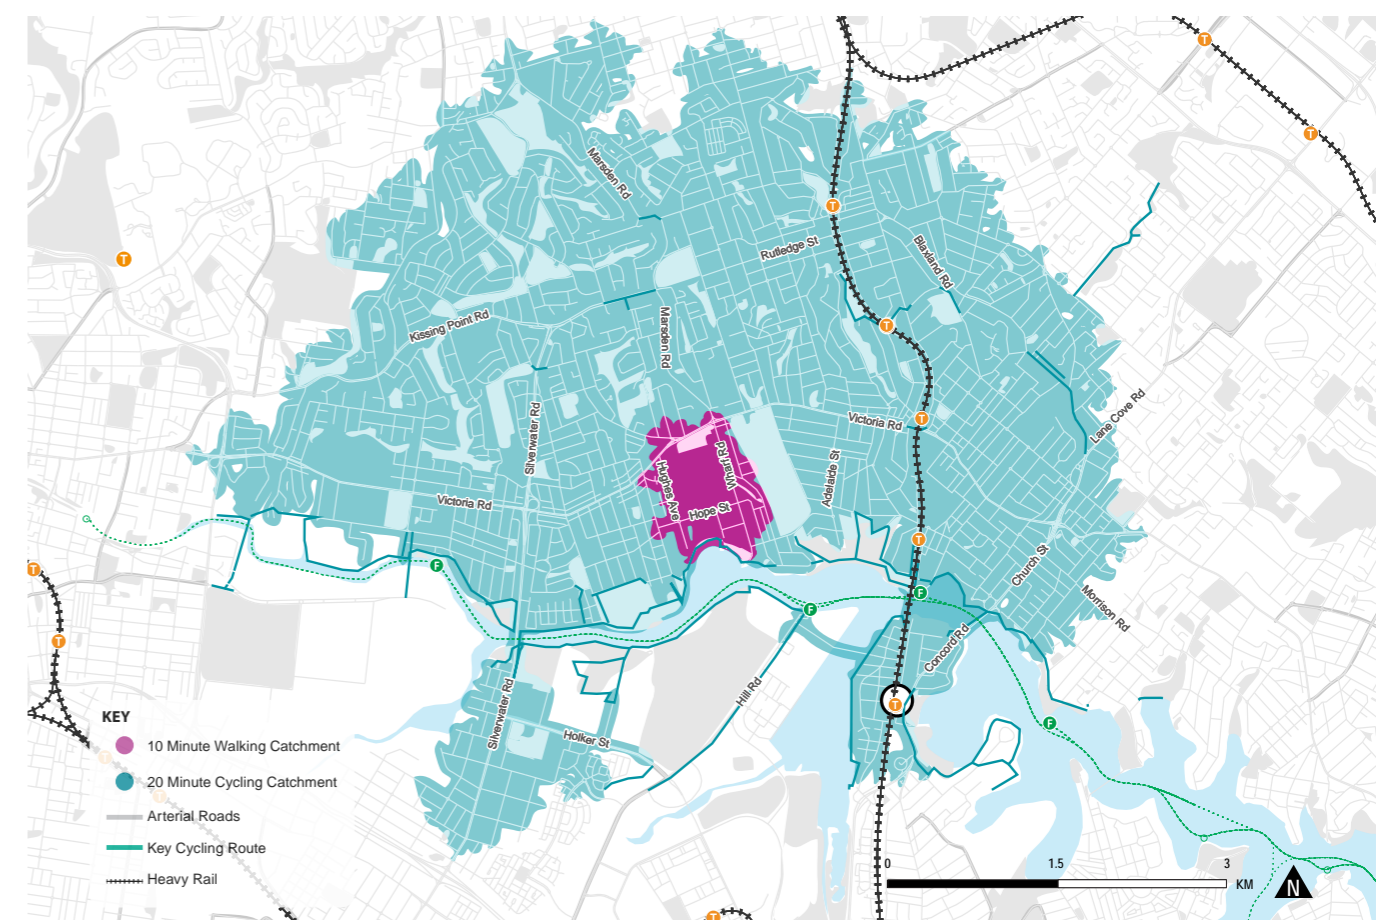 T
T
Marsden Rd
T
Rutledge St
Blaxland Rd
T
Kissing Point Rd
Marsden Rd
T
Silverwater Rd
Victoria Rd
T
Lane Cove Rd
Wharf Rd
Hughes Ave
Adelaide St
Victoria Rd
Hope St
T
Church St
F
T
F
F
Morrison Rd
T
Concord Rd
Hill Rd
Silverwater Rd
T
F
Holker St
KEY
10 Minute Walking Catchment
20 Minute Cycling Catchment
Arterial Roads
Key Cycling Route
Heavy Rail
T
T
0
1.5
3
KM
N
T